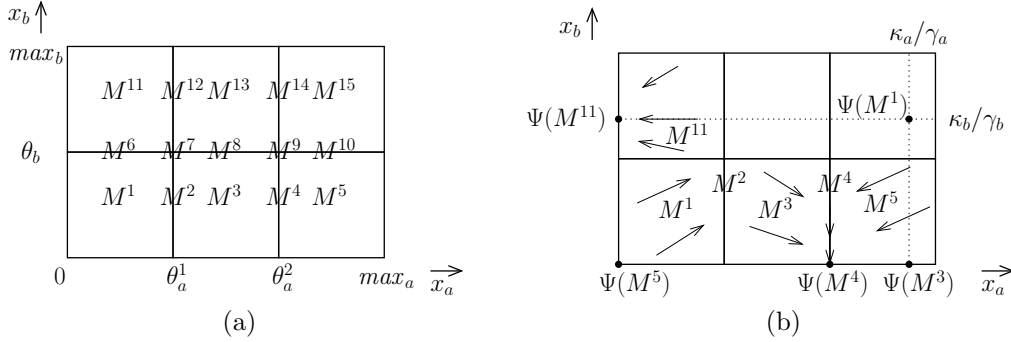 x_b
max_b
M^{11} M^{12} M^{13} M^{14} M^{15}
θ_b
M^6 M^7 M^8 M^9 M^{10}
M^1 M^2 M^3 M^4 M^5
0 θ_a^1 θ_a^2 max_a x_a
(a)
x_b
κ_a/γ_a
Ψ(M^{11}) Ψ(M^1) κ_b/γ_b
M^{11}
M^2 M^4
M^1 M^3 M^5
Ψ(M^5) Ψ(M^4) Ψ(M^3) x_a
(b)